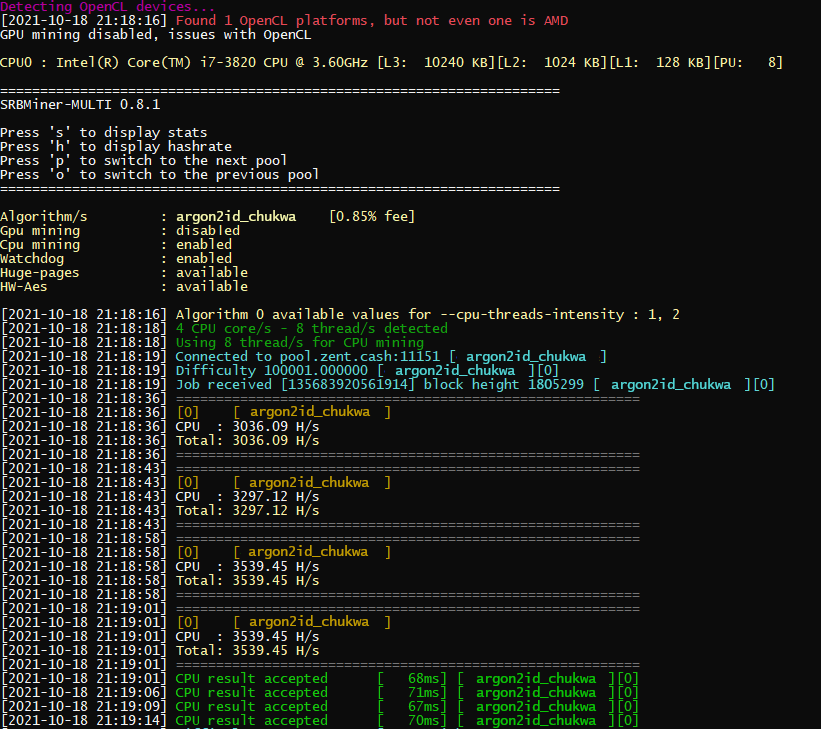 Detecting OpenCL devices...
[2021-10-18 21:18:16] Found 1 OpenCL platforms, but not even one is AMD
GPU mining disabled, issues with OpenCL
CPU0 : Intel(R) Core(TM) i7-3820 CPU @ 3.60GHz [L3:  10240 KB][L2:  1024 KB][L1:  128 KB][PU:   8]
======================================================================
SRBMiner-MULTI 0.8.1
Press 's' to display stats
Press 'h' to display hashrate
Press 'p' to switch to the next pool
Press 'o' to switch to the previous pool
======================================================================
Algorithm/s         : argon2id_chukwa    [0.85% fee]
Gpu mining          : disabled
Cpu mining          : enabled
Watchdog            : enabled
Huge-pages          : available
HW-Aes              : available
[2021-10-18 21:18:16] Algorithm 0 available values for --cpu-threads-intensity : 1, 2
[2021-10-18 21:18:18] 4 CPU core/s - 8 thread/s detected
[2021-10-18 21:18:18] Using 8 thread/s for CPU mining
[2021-10-18 21:18:19] Connected to pool.zent.cash:11151 [ argon2id_chukwa ]
[2021-10-18 21:18:19] Difficulty 100001.000000 [ argon2id_chukwa ][0]
[2021-10-18 21:18:19] Job received [135683920561914] block height 1805299 [ argon2id_chukwa ][0]
[2021-10-18 21:18:36] ==========================================================
[2021-10-18 21:18:36] [0]    [ argon2id_chukwa ]
[2021-10-18 21:18:36] CPU  : 3036.09 H/s
[2021-10-18 21:18:36] Total: 3036.09 H/s
[2021-10-18 21:18:36] ==========================================================
[2021-10-18 21:18:43] ==========================================================
[2021-10-18 21:18:43] [0]    [ argon2id_chukwa ]
[2021-10-18 21:18:43] CPU  : 3297.12 H/s
[2021-10-18 21:18:43] Total: 3297.12 H/s
[2021-10-18 21:18:43] ==========================================================
[2021-10-18 21:18:58] ==========================================================
[2021-10-18 21:18:58] [0]    [ argon2id_chukwa ]
[2021-10-18 21:18:58] CPU  : 3539.45 H/s
[2021-10-18 21:18:58] Total: 3539.45 H/s
[2021-10-18 21:18:58] ==========================================================
[2021-10-18 21:19:01] ==========================================================
[2021-10-18 21:19:01] [0]    [ argon2id_chukwa ]
[2021-10-18 21:19:01] CPU  : 3539.45 H/s
[2021-10-18 21:19:01] Total: 3539.45 H/s
[2021-10-18 21:19:01] ==========================================================
[2021-10-18 21:19:01] CPU result accepted      [   68ms] [ argon2id_chukwa ][0]
[2021-10-18 21:19:06] CPU result accepted      [   71ms] [ argon2id_chukwa ][0]
[2021-10-18 21:19:09] CPU result accepted      [   67ms] [ argon2id_chukwa ][0]
[2021-10-18 21:19:14] CPU result accepted      [   70ms] [ argon2id_chukwa ][0]